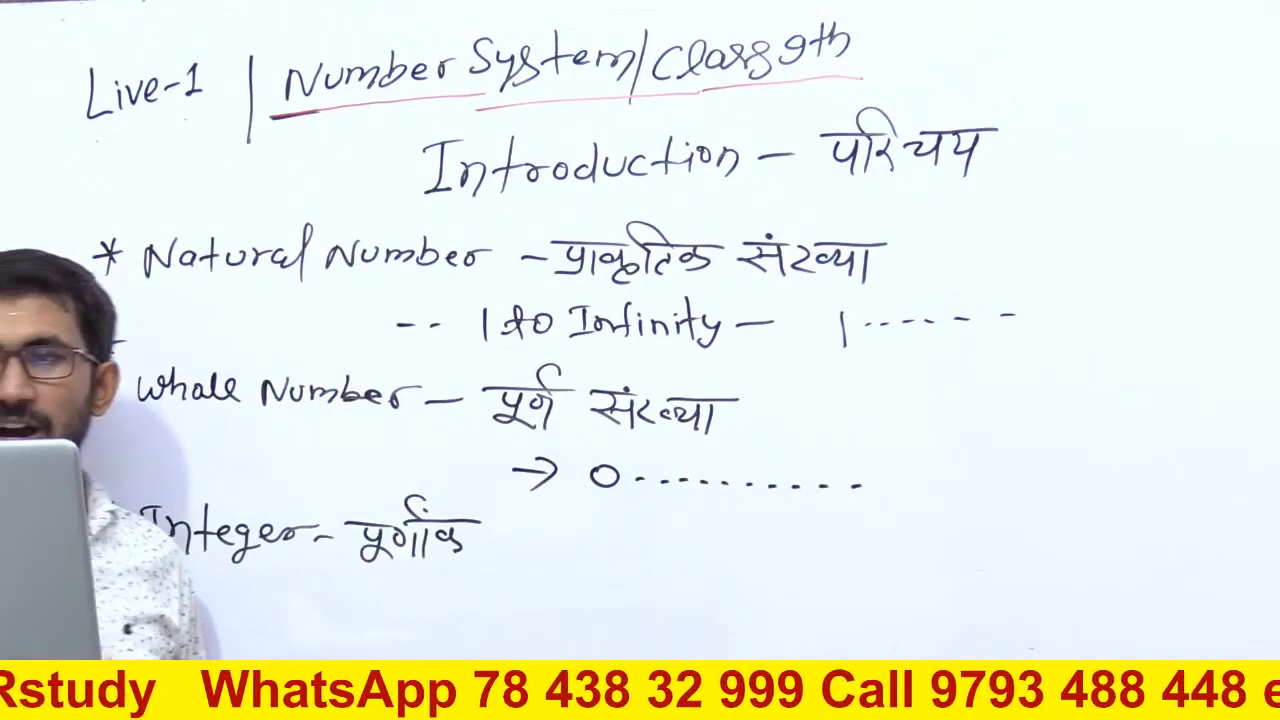 Live-1 | Number System/Class 9th
Introduction - परिचय
* Natural Number - प्राकृतिक संख्या
-- 1 to Infinity - 1 ------
Whole Number - पूर्ण संख्या
→ 0 ..........
Integer - पूर्णांक
Rstudy WhatsApp 78 438 32 999 Call 9793 488 448 e